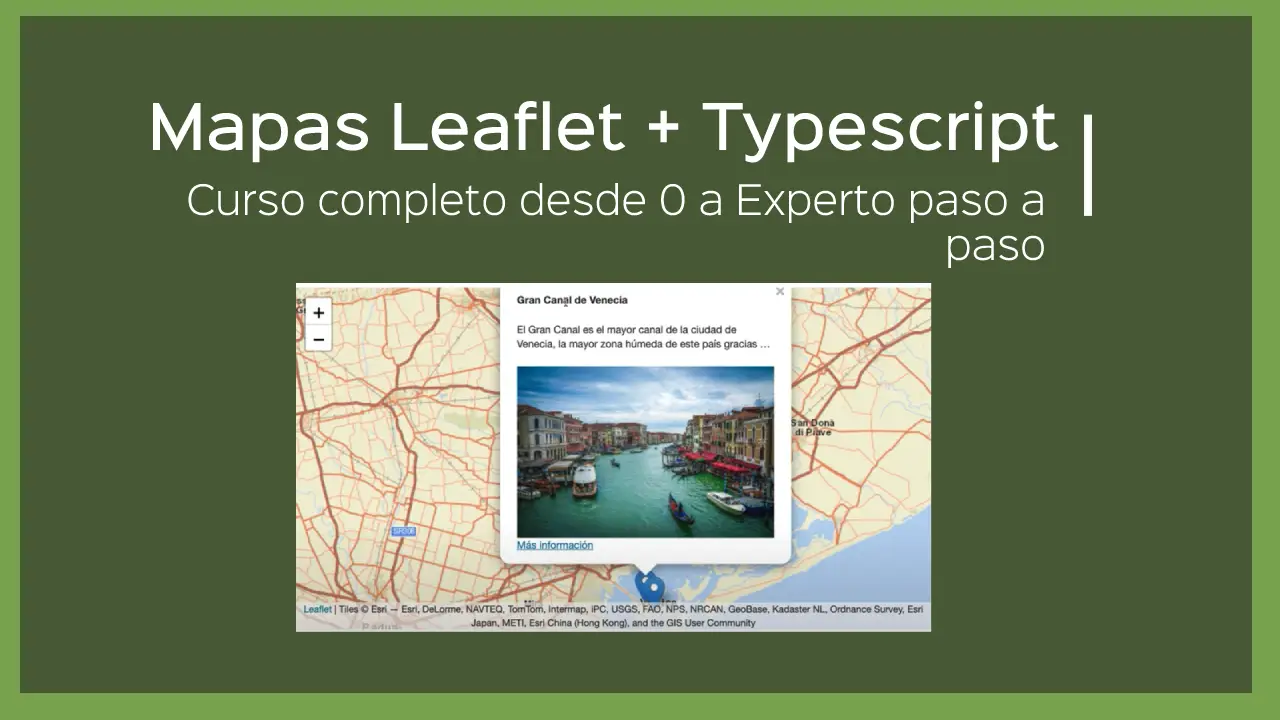 Mapas Leaflet + Typescript
Curso completo desde 0 a Experto paso a
paso
+
−
×
Gran Canal de Venecia
El Gran Canal es el mayor canal de la ciudad de
Venecia, la mayor zona húmeda de este país gracias ...
San Donà
di Piave
Más información
Leaflet | Tiles © Esri — Esri, DeLorme, NAVTEQ, TomTom, Intermap, iPC, USGS, FAO, NPS, NRCAN, GeoBase, Kadaster NL, Ordnance Survey, Esri
Japan, METI, Esri China (Hong Kong), and the GIS User Community